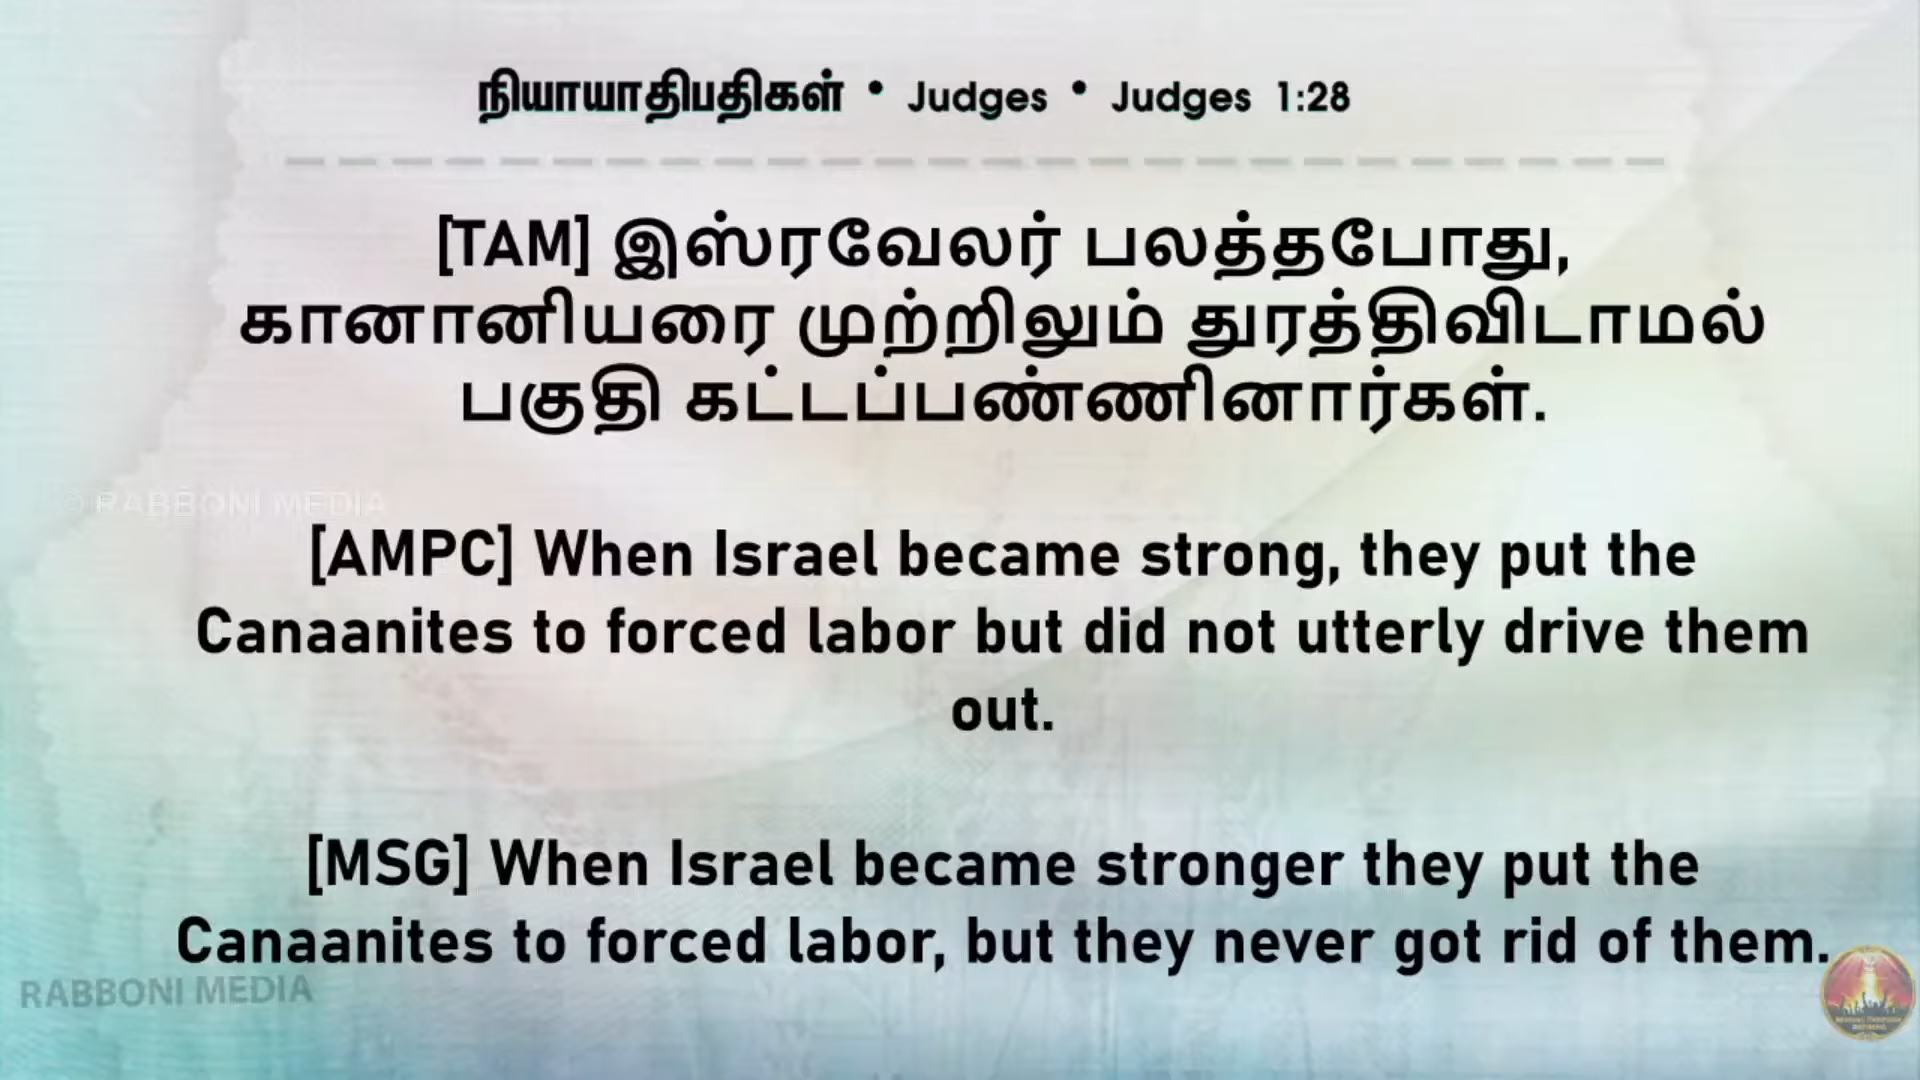 நியாயாதிபதிகள் • Judges • Judges 1:28
[TAM] இஸ்ரவேலர் பலத்தபோது,
கானானியரை முற்றிலும் துரத்திவிடாமல்
பகுதி கட்டப்பண்ணினார்கள்.
© RABBONI MEDIA
[AMPC] When Israel became strong, they put the
Canaanites to forced labor but did not utterly drive them
out.
[MSG] When Israel became stronger they put the
Canaanites to forced labor, but they never got rid of them.
RABBONI MEDIA